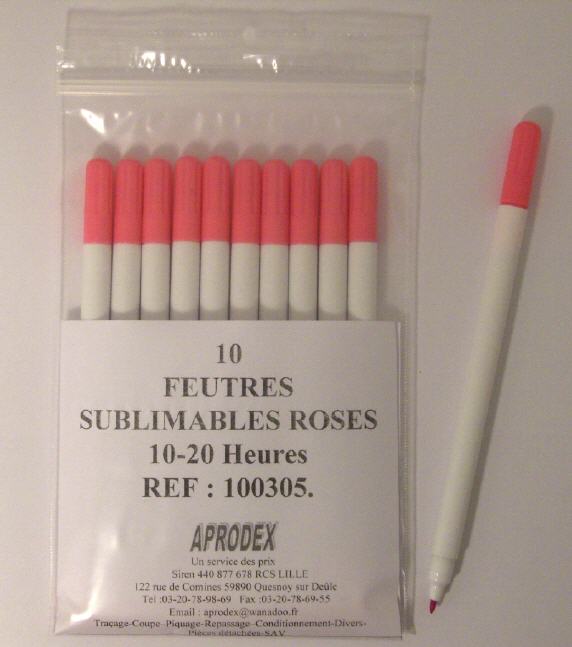 10
FEUTRES
SUBLIMABLES ROSES
10-20 Heures
REF : 100305.
APRODEX
Un service des prix
Siren 440 877 678 RCS LILLE
122 rue de Comines 59890 Quesnoy sur Deûle
Tel :03-20-78-98-69 Fax :03-20-78-69-55
Email : aprodex@wanadoo.fr
Traçage-Coupe-Piquage-Repassage-Conditionnement-Divers-
Pièces détachées-SAV